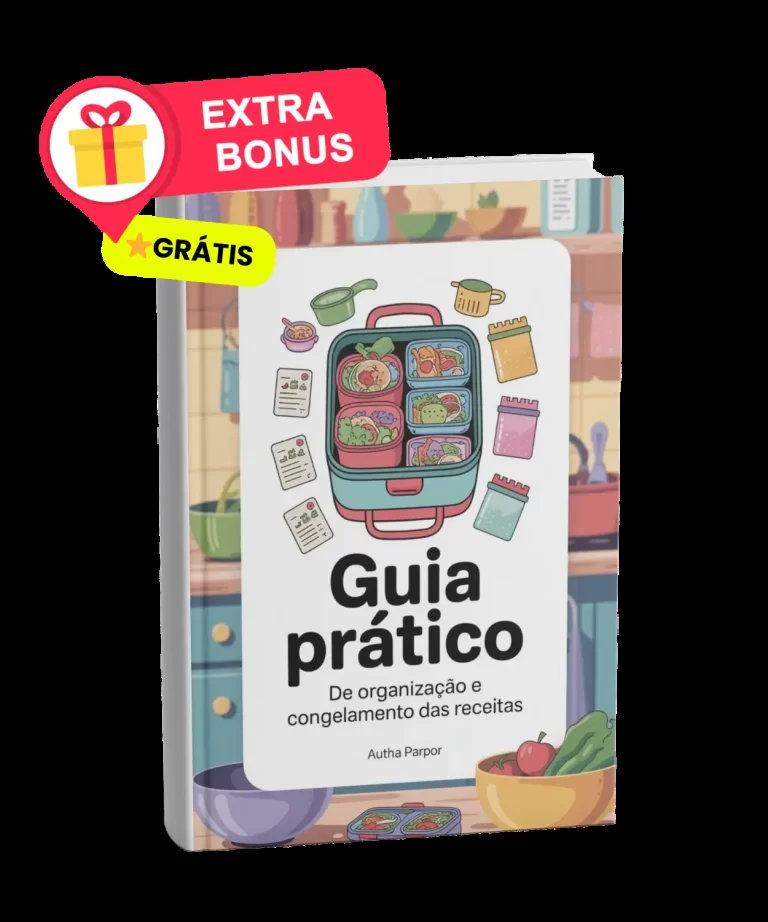 EXTRA
BONUS
GRÁTIS
Guia
prático
De organização e
congelamento das receitas
Autha Parpor